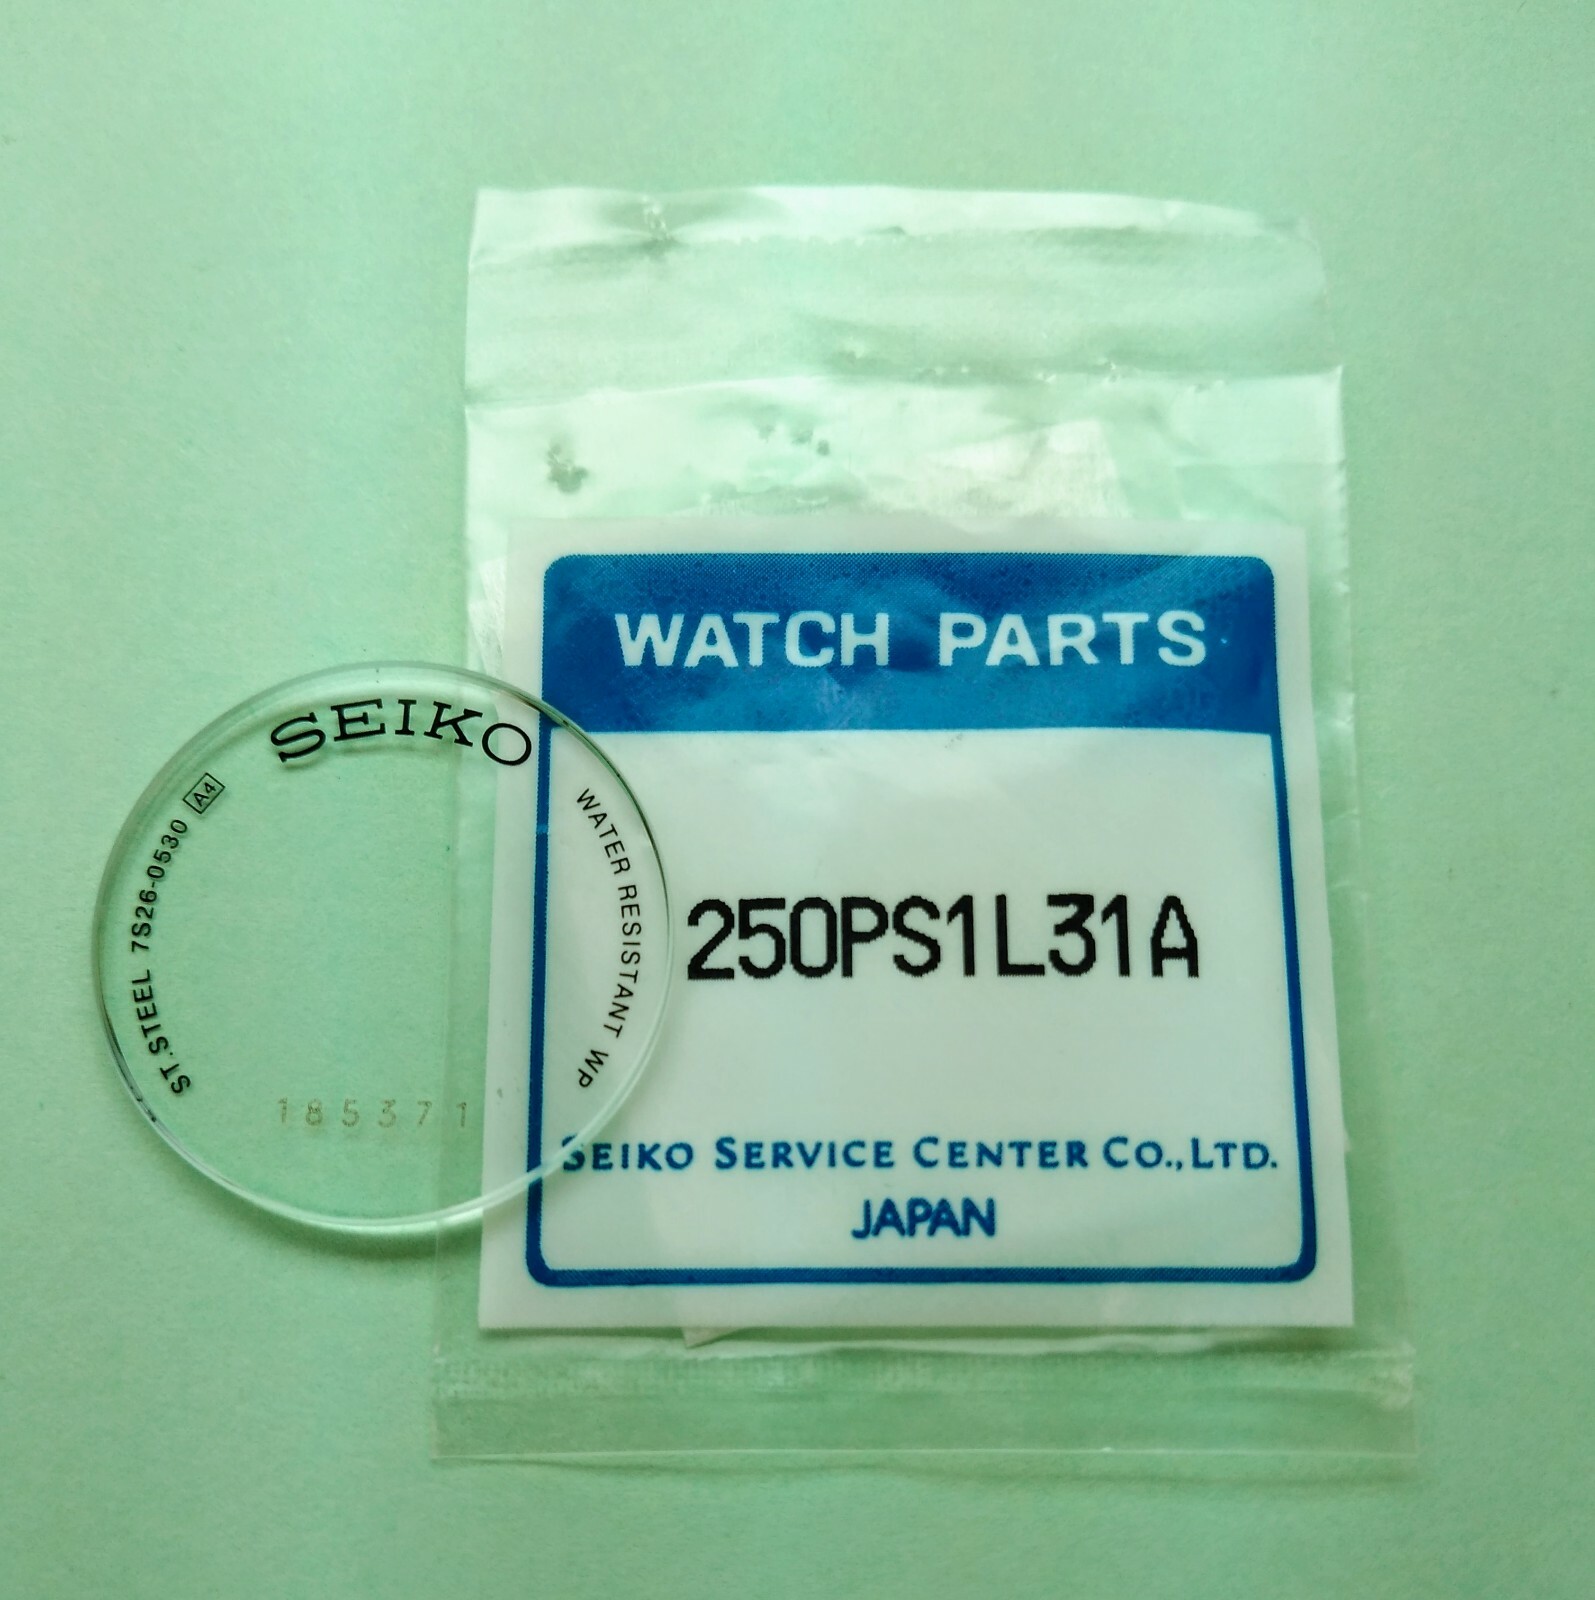 WATCH PARTS
SEIKO
A4
ST.STEEL 7S26-0530
WATER RESISTANT WP
185371
250PS1L31A
SEIKO SERVICE CENTER CO.,LTD.
JAPAN